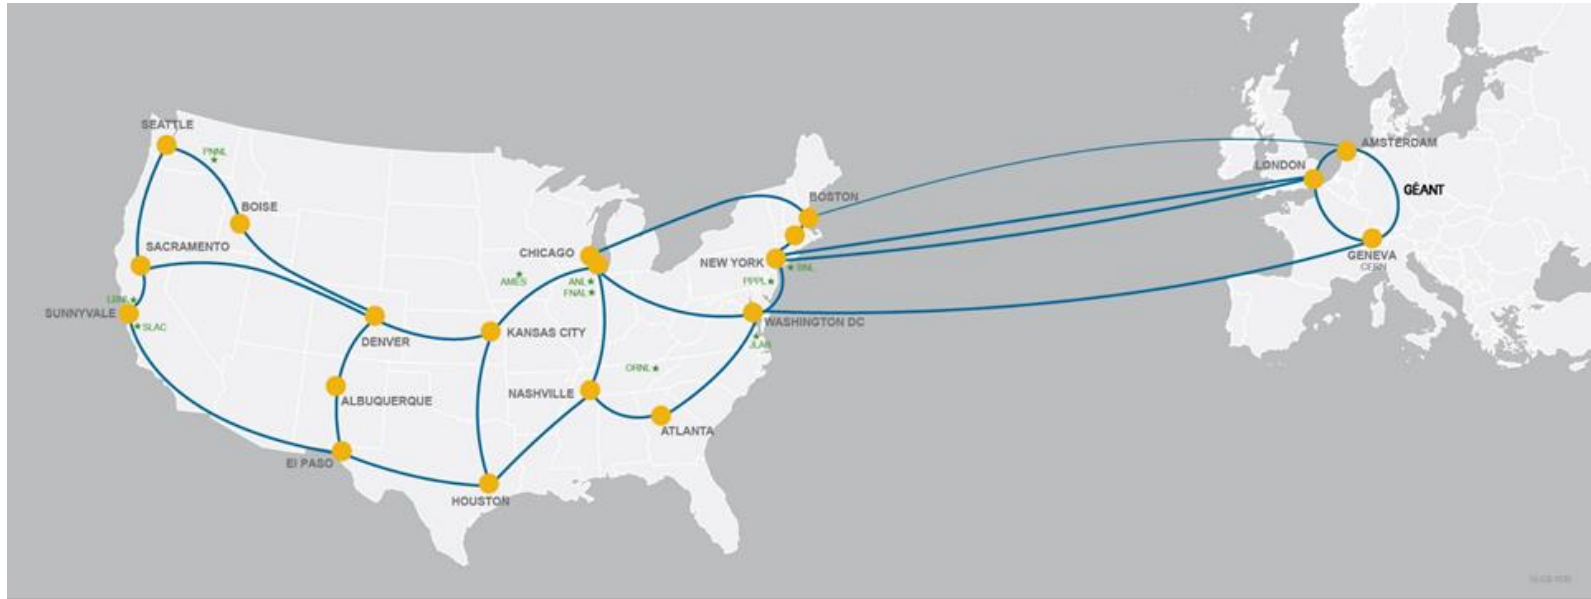 SEATTLE
PNNL
BOISE
SACRAMENTO
LBNL
SUNNYVALE
SLAC
DENVER
ALBUQUERQUE
El PASO
HOUSTON
KANSAS CITY
AMES
CHICAGO
ANL
FNAL
NASHVILLE
ORNL
ATLANTA
BOSTON
NEW YORK
BNL
PPPL
WASHINGTON DC
JLAB
AMSTERDAM
LONDON
GÉANT
GENEVA
CERN